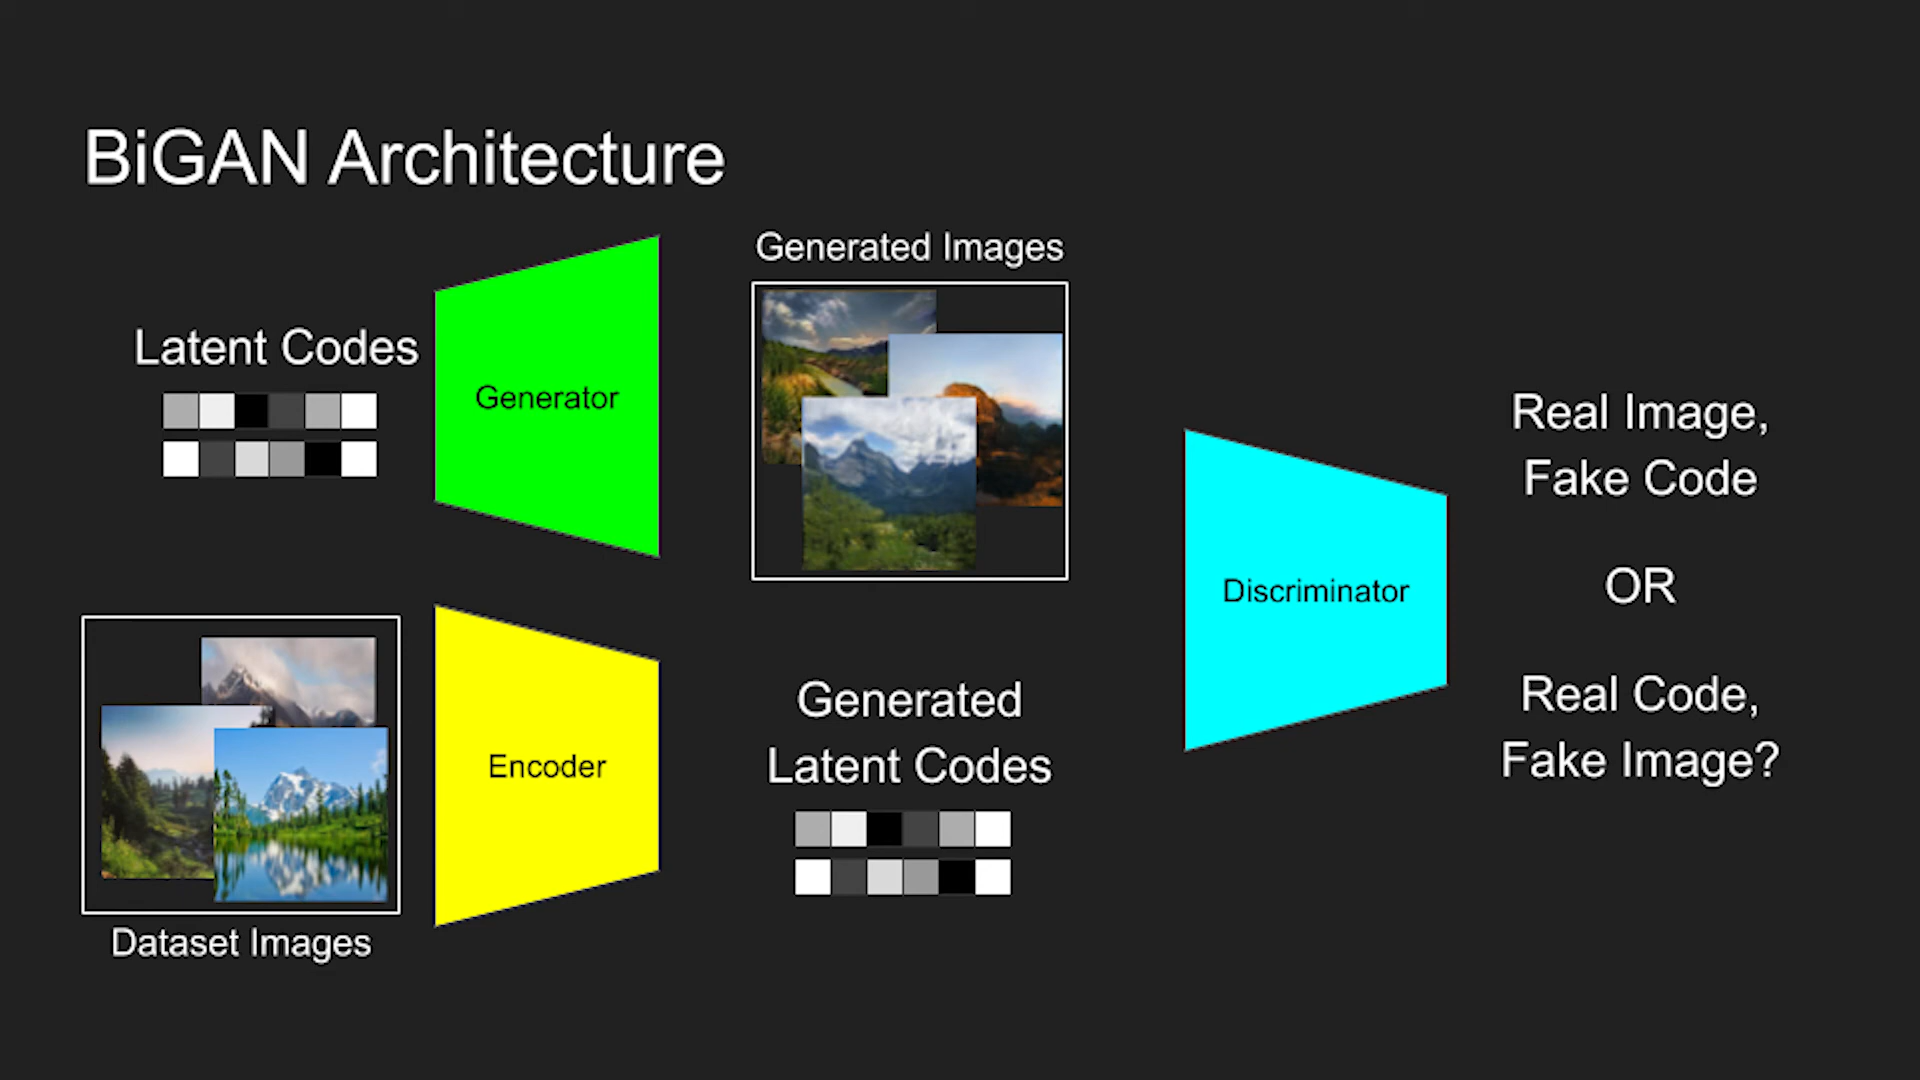 BiGAN Architecture
Latent Codes
Generator
Generated Images
Dataset Images
Encoder
Generated
Latent Codes
Discriminator
Real Image,
Fake Code
OR
Real Code,
Fake Image?